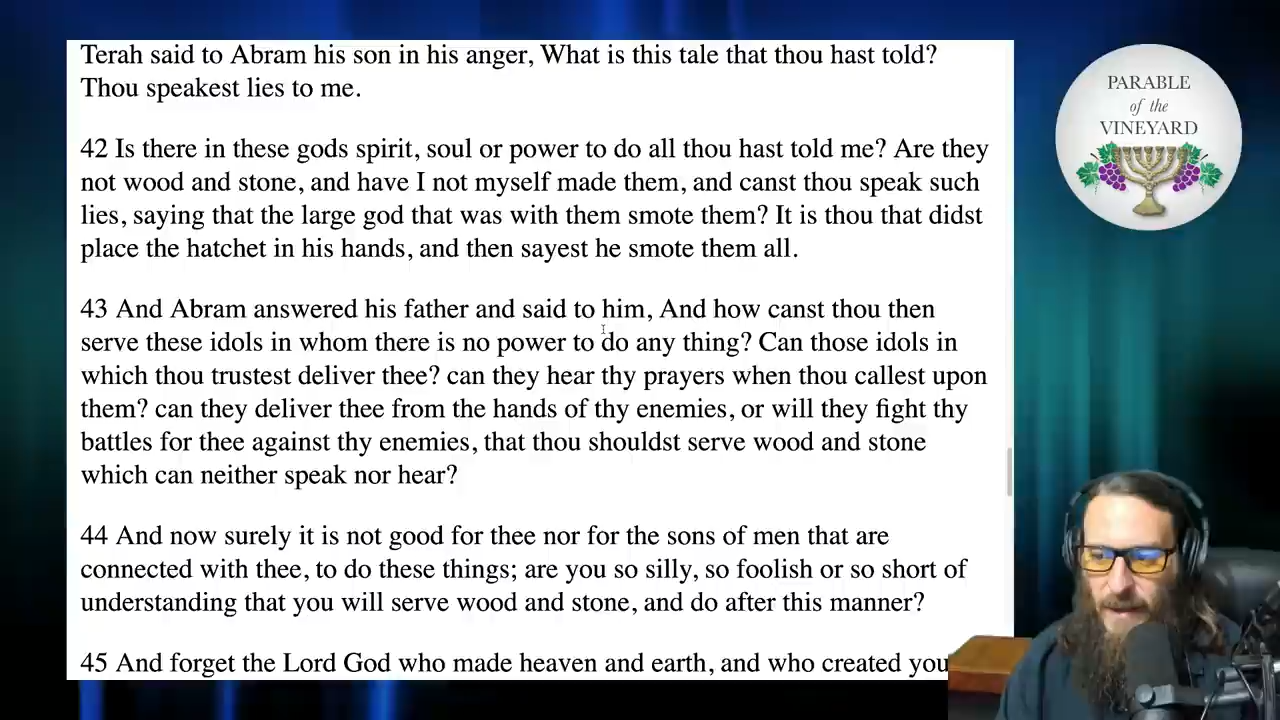 Terah said to Abram his son in his anger, What is this tale that thou hast told?
Thou speakest lies to me.
42 Is there in these gods spirit, soul or power to do all thou hast told me? Are they
not wood and stone, and have I not myself made them, and canst thou speak such
lies, saying that the large god that was with them smote them? It is thou that didst
place the hatchet in his hands, and then sayest he smote them all.
43 And Abram answered his father and said to him, And how canst thou then
serve these idols in whom there is no power to do any thing? Can those idols in
which thou trustest deliver thee? can they hear thy prayers when thou callest upon
them? can they deliver thee from the hands of thy enemies, or will they fight thy
battles for thee against thy enemies, that thou shouldst serve wood and stone
which can neither speak nor hear?
44 And now surely it is not good for thee nor for the sons of men that are
connected with thee, to do these things; are you so silly, so foolish or so short of
understanding that you will serve wood and stone, and do after this manner?
45 And forget the Lord God who made heaven and earth, and who created you
PARABLE
of the
VINEYARD